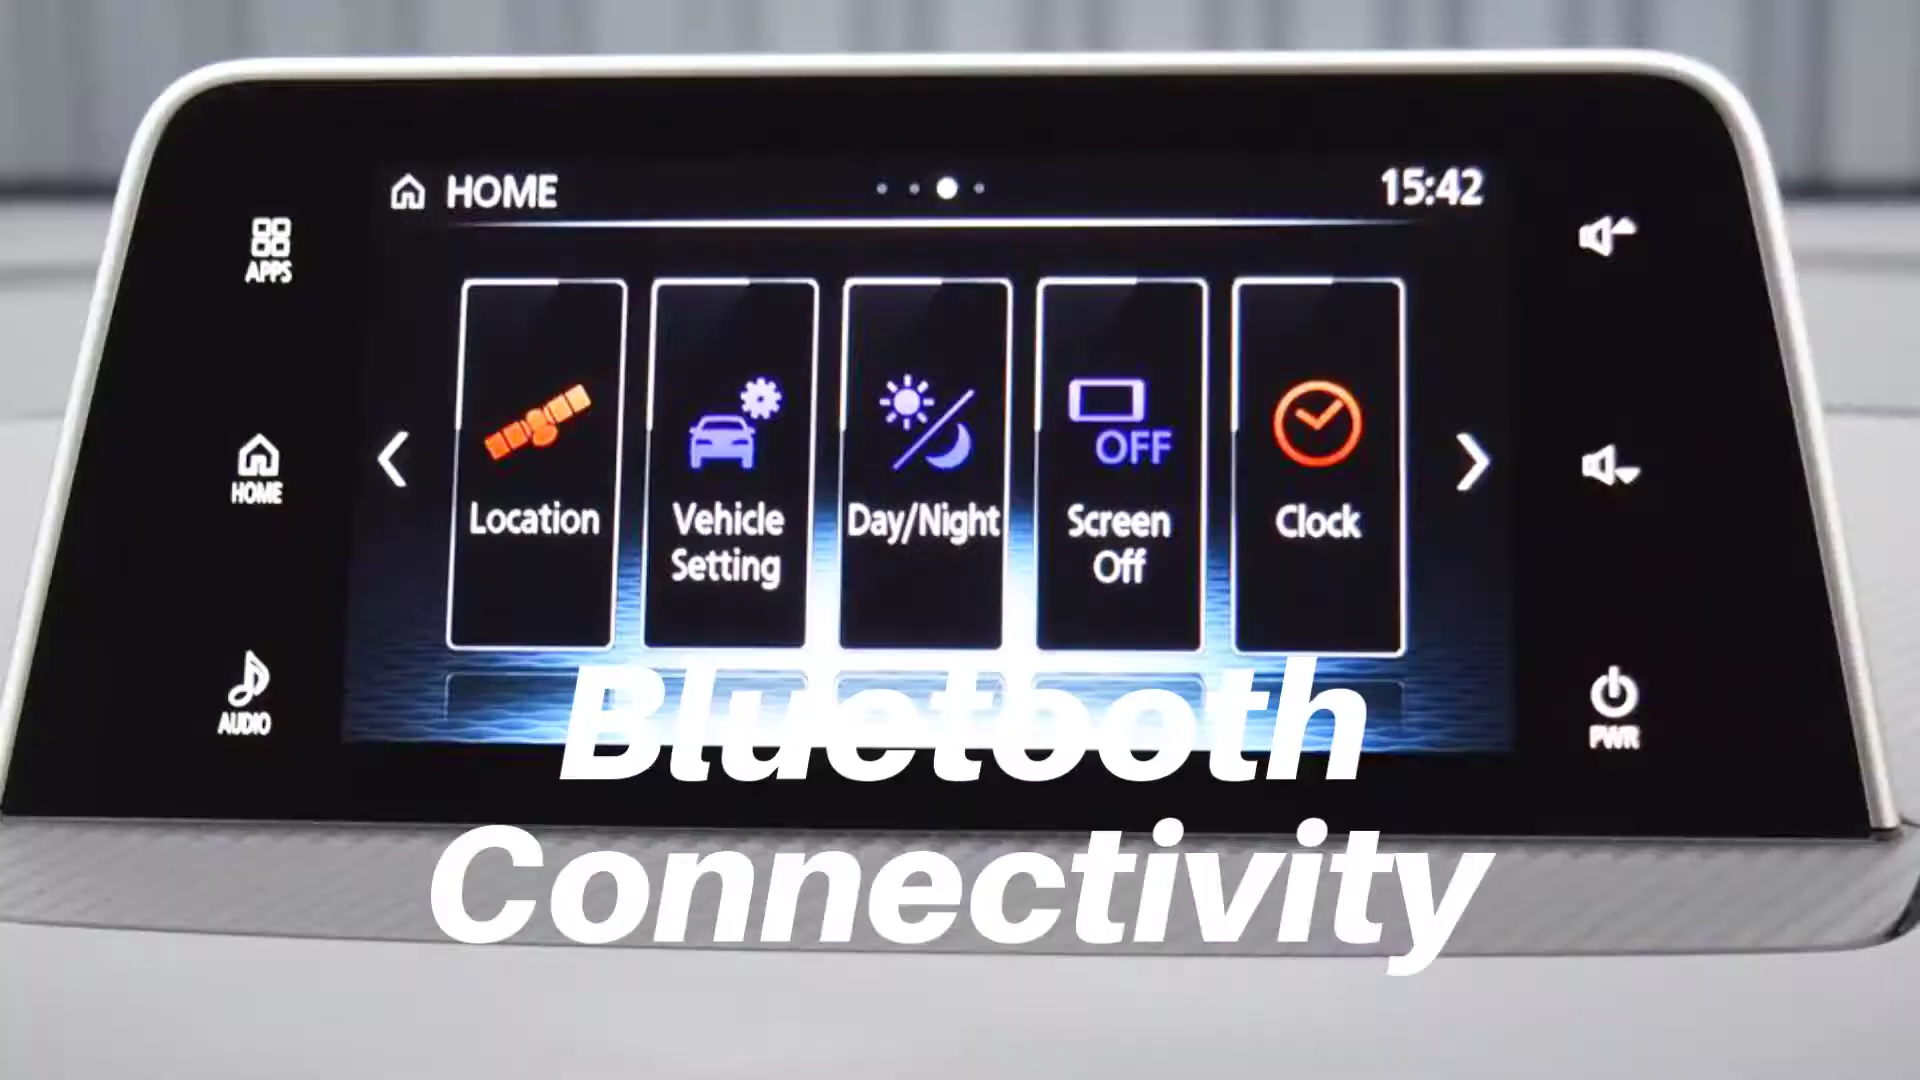 HOME
15:42
APPS
HOME
AUDIO
Location
Vehicle
Setting
Day/Night
OFF
Screen
Off
Clock
PWR
Bluetooth
Connectivity